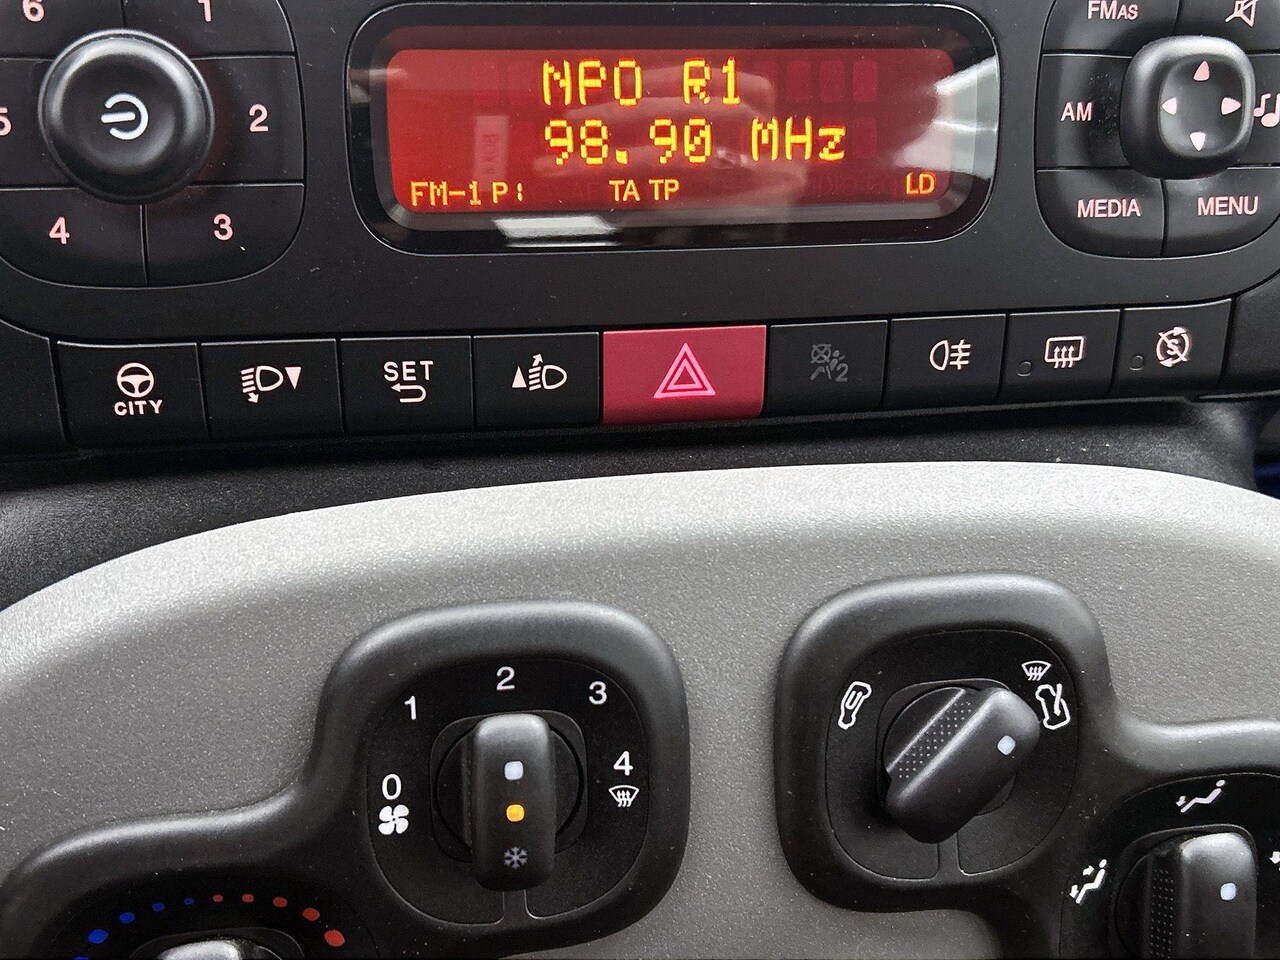 6
1
FMAS
NPO R1
5
2
AM
98.90 MHz
FM-1 P:
TA TP
LD
4
3
MEDIA
MENU
CITY
SET
2
S
1
2
3
0
4